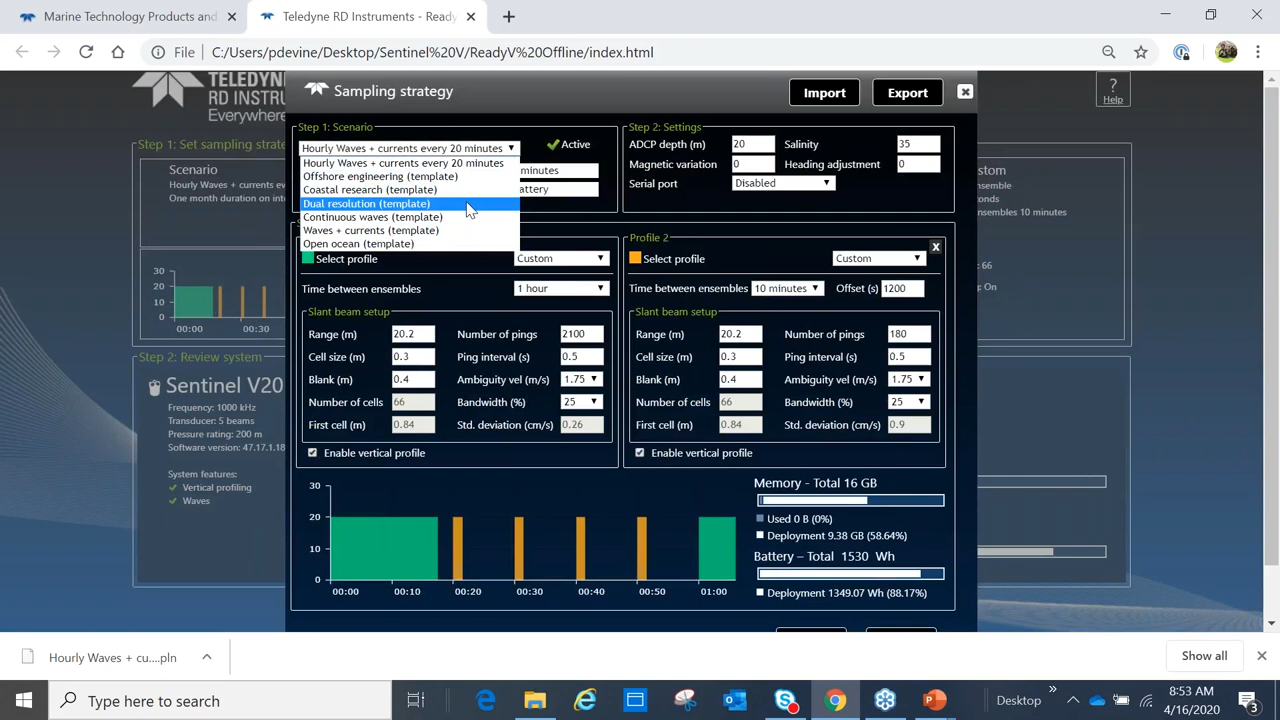 Marine Technology Products and
Teledyne RD Instruments - Ready
File C:/Users/pdevine/Desktop/Sentinel%20V/ReadyV%20Offline/index.html
TELEDYNE
RD INSTRUMENTS
Everywhere
? Help
Sampling strategy
Import
Export
Step 1: Set sampling
Scenario
Hourly Waves + currents ev
One month duration on inte
30
20
10
0
00:00 00:30
Step 2: Review system
Sentinel V20
Frequency: 1000 kHz
Transducer: 5 beams
Pressure rating: 200 m
Software version: 47.17.1.18
System features:
Vertical profiling
Waves
Step 1: Scenario
Hourly Waves + currents every 20 minutes
Active
Hourly Waves + currents every 20 minutes
Offshore engineering (template)
Coastal research (template)
Dual resolution (template)
Continuous waves (template)
Waves + currents (template)
Open ocean (template)
minutes
attery
Step 2: Settings
ADCP depth (m) 20 Salinity 35
Magnetic variation 0 Heading adjustment 0
Serial port Disabled
Select profile Custom
Time between ensembles 1 hour
Slant beam setup
Range (m) 20.2 Number of pings 2100
Cell size (m) 0.3 Ping interval (s) 0.5
Blank (m) 0.4 Ambiguity vel (m/s) 1.75
Number of cells 66 Bandwidth (%) 25
First cell (m) 0.84 Std. deviation (cm/s) 0.26
Enable vertical profile
Profile 2 x
Select profile Custom
Time between ensembles 10 minutes Offset (s) 1200
Slant beam setup
Range (m) 20.2 Number of pings 180
Cell size (m) 0.3 Ping interval (s) 0.5
Blank (m) 0.4 Ambiguity vel (m/s) 1.75
Number of cells 66 Bandwidth (%) 25
First cell (m) 0.84 Std. deviation (cm/s) 0.9
Enable vertical profile
30
20
10
0
00:00 00:10 00:20 00:30 00:40 00:50 01:00
Memory - Total 16 GB
Used 0 B (0%)
Deployment 9.38 GB (58.64%)
Battery – Total 1530 Wh
Deployment 1349.07 Wh (88.17%)
ustom
nsemble
nsembles 10 minutes
: 66
ng: On
Hourly Waves + cu....pln
Show all
Type here to search
Desktop
8:53 AM
4/16/2020
3